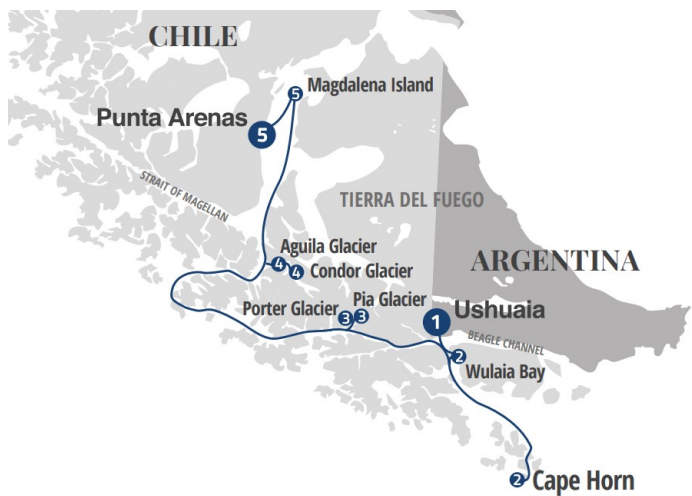 CHILE
5
Magdalena Island
Punta Arenas
5
STRAIT OF MAGELLAN
TIERRA DEL FUEGO
Aguila Glacier
4
4
Condor Glacier
ARGENTINA
Pia Glacier
Porter Glacier
3
3
1
Ushuaia
BEAGLE CHANNEL
2
Wulaia Bay
2
Cape Horn